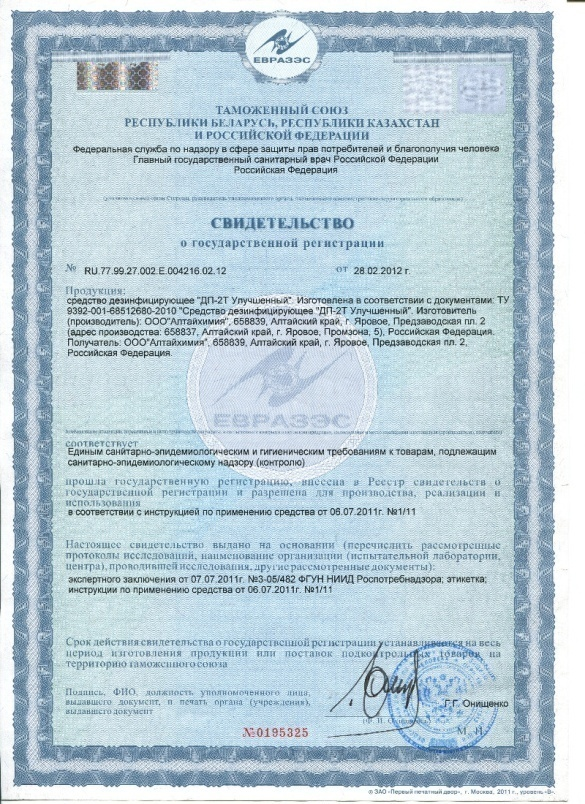 ЕВРАЗЭС
ТАМОЖЕННЫЙ СОЮЗ
РЕСПУБЛИКИ БЕЛАРУСЬ, РЕСПУБЛИКИ КАЗАХСТАН
И РОССИЙСКОЙ ФЕДЕРАЦИИ
Федеральная служба по надзору в сфере защиты прав потребителей и благополучия человека
Главный государственный санитарный врач Российской Федерации
Российская Федерация
СВИДЕТЕЛЬСТВО
о государственной регистрации
№ RU.77.99.27.002.Е.004216.02.12 от 28.02.2012 г.
Продукция:
средство дезинфицирующее "ДП-2Т Улучшенный". Изготовлена в соответствии с документами: ТУ
9392-001-68512680-2010 "Средство дезинфицирующее "ДП-2Т Улучшенный". Изготовитель
(производитель): ООО"Алтайхимия", 658839, Алтайский край, г. Яровое, Предзаводская пл. 2
(адрес производства: 658837, Алтайский край, г. Яровое, Промзона, 5), Российская Федерация.
Получатель: ООО"Алтайхимия", 658839, Алтайский край, г. Яровое, Предзаводская пл. 2,
Российская Федерация.
ЕВРАЗЭС
соответствует
Единым санитарно-эпидемиологическим и гигиеническим требованиям к товарам, подлежащим
санитарно-эпидемиологическому надзору (контролю)
прошла государственную регистрацию, внесена в Реестр свидетельств о
государственной регистрации и разрешена для производства, реализации и
использования
в соответствии с инструкцией по применению средства от 06.07.2011г. №1/11
Настоящее свидетельство выдано на основании (перечислить рассмотренные
протоколы исследований, наименование организации (испытательной лаборатории,
центра), проводившей исследования, другие рассмотренные документы):
экспертного заключения от 07.07.2011г. №3-05/482 ФГУН НИИД Роспотребнадзора; этикетка;
инструкции по применению средства от 06.07.2011г. №1/11
Срок действия свидетельства о государственной регистрации устанавливается на весь
период изготовления продукции или поставок подконтрольных товаров на
территорию таможенного союза
Подпись, ФИО, должность уполномоченного лица,
выдавшего документ, и печать органа (учреждения),
выдавшего документ
Г.Г. Онищенко
М. П.
№0195325
© ЗАО «Первый печатный двор», г. Москва, 2011 г., уровень «В».